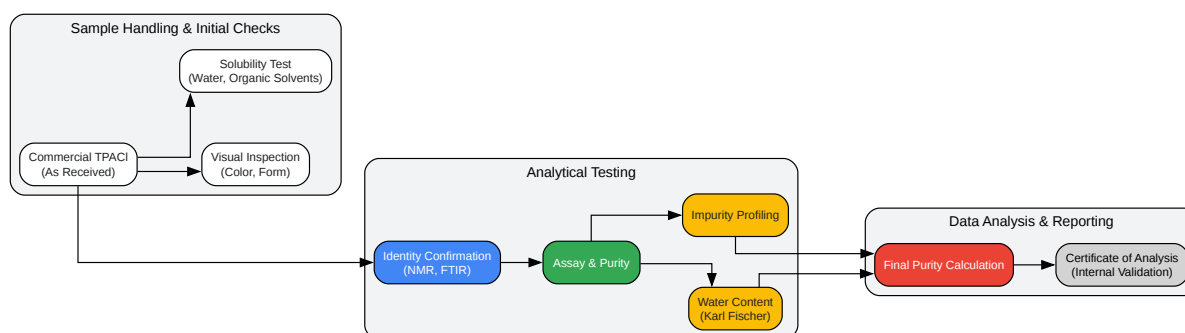 Sample Handling & Initial Checks
Solubility Test
(Water, Organic Solvents)
Commercial TPACl
(As Received)
Visual Inspection
(Color, Form)
Analytical Testing
Impurity Profiling
Identity Confirmation
(NMR, FTIR)
Assay & Purity
Water Content
(Karl Fischer)
Data Analysis & Reporting
Final Purity Calculation
Certificate of Analysis
(Internal Validation)